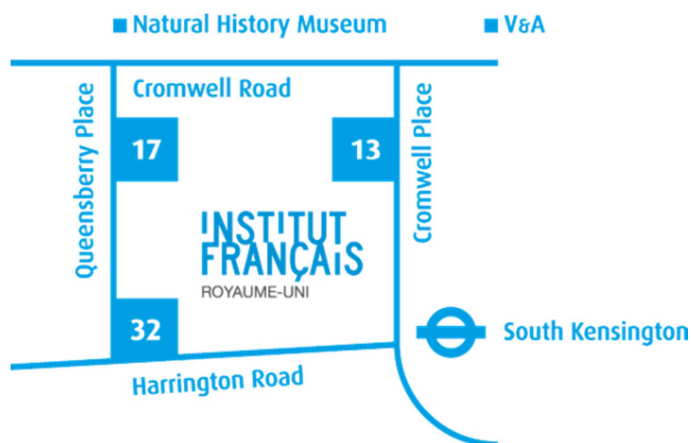 Natural History Museum
V&A
Cromwell Road
Queensberry Place
17
13
Cromwell Place
INSTITUT
FRANÇAiS
ROYAUME-UNI
32
South Kensington
Harrington Road